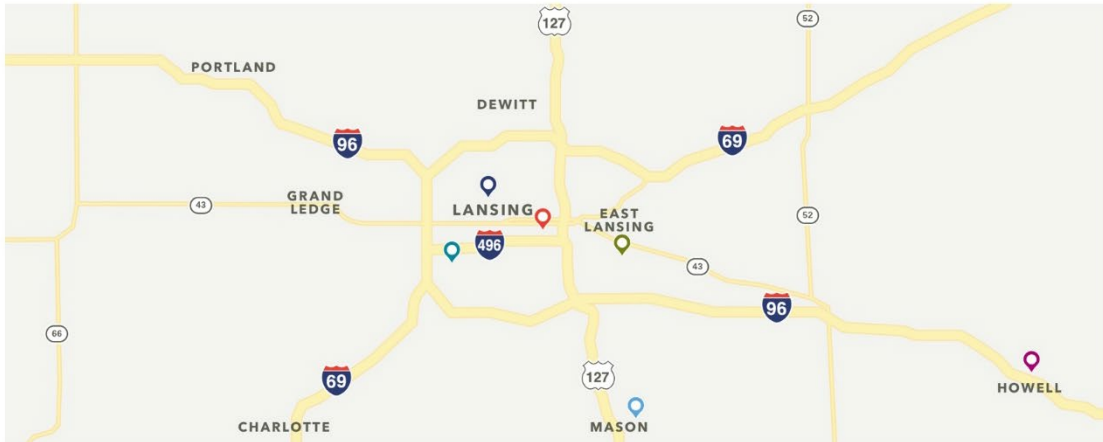 127
52
PORTLAND
DEWITT
96
69
GRAND
LEDGE
43
LANSING
EAST
LANSING
52
496
43
96
66
69
127
HOWELL
CHARLOTTE
MASON